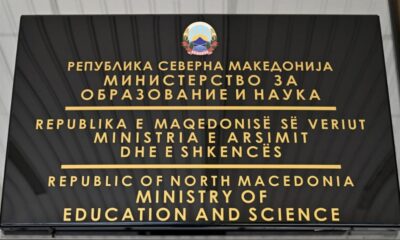 РЕПУБЛИКА СЕВЕРНА МАКЕДОНИЈА
МИНИСТЕРСТВО ЗА
ОБРАЗОВАНИЕ И НАУКА
REPUBLIKA E MAQEDONISË SË VERIUT
MINISTRIA E ARSIMIT
DHE E SHKENCËS
REPUBLIC OF NORTH MACEDONIA
MINISTRY OF
EDUCATION AND SCIENCE